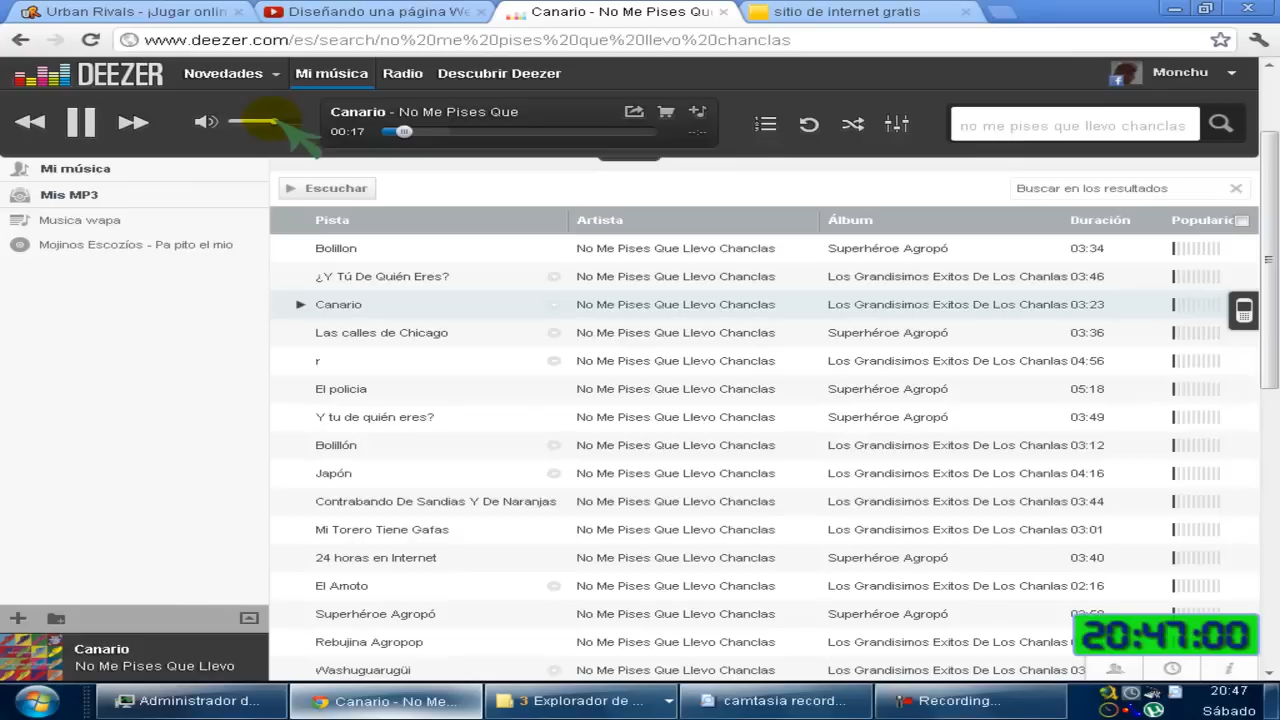 Urban Rivals - ¡Jugar onlin
Diseñando una página We
Canario - No Me Pises Qu
sitio de internet gratis
www.deezer.com/es/search/no%20me%20pises%20que%20llevo%20chanclas
DEEZER
Novedades
Mi música
Radio
Descubrir Deezer
Monchu
Canario - No Me Pises Que
00:17
no me pises que llevo chanclas
Mi música
Mis MP3
Musica wapa
Mojinos Escozíos - Pa pito el mio
Escuchar
Buscar en los resultados
Pista Artista Álbum Duración Popularic
Bolillon No Me Pises Que Llevo Chanclas Superhéroe Agropó 03:34
¿Y Tú De Quién Eres? No Me Pises Que Llevo Chanclas Los Grandisimos Exitos De Los Chanlas 03:46
Canario No Me Pises Que Llevo Chanclas Los Grandisimos Exitos De Los Chanlas 03:23
Las calles de Chicago No Me Pises Que Llevo Chanclas Superhéroe Agropó 03:36
r No Me Pises Que Llevo Chanclas Los Grandisimos Exitos De Los Chanlas 04:56
El policia No Me Pises Que Llevo Chanclas Superhéroe Agropó 05:18
Y tu de quién eres? No Me Pises Que Llevo Chanclas Superhéroe Agropó 03:49
Bolillón No Me Pises Que Llevo Chanclas Los Grandisimos Exitos De Los Chanlas 03:12
Japón No Me Pises Que Llevo Chanclas Los Grandisimos Exitos De Los Chanlas 04:16
Contrabando De Sandias Y De Naranjas No Me Pises Que Llevo Chanclas Los Grandisimos Exitos De Los Chanlas 03:44
Mi Torero Tiene Gafas No Me Pises Que Llevo Chanclas Los Grandisimos Exitos De Los Chanlas 03:01
24 horas en Internet No Me Pises Que Llevo Chanclas Superhéroe Agropó 03:40
El Amoto No Me Pises Que Llevo Chanclas Los Grandisimos Exitos De Los Chanlas 02:16
Superhéroe Agropó No Me Pises Que Llevo Chanclas Superhéroe Agropó
Rebujina Agropop No Me Pises Que Llevo Chanclas Los Grandisimos Exitos De Los Chanlas
Washuguarugüi No Me Pises Que Llevo Chanclas Los Grandisimos Exitos De Los Chanlas 03
20:47:00
Canario
No Me Pises Que Llevo
Administrador d...
Canario - No Me...
3 Explorador de ...
camtasia record...
Recording...
20:47
Sábado